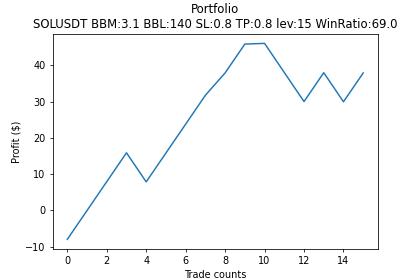 Portfolio
SOLUSDT BBM:3.1 BBL:140 SL:0.8 TP:0.8 lev:15 WinRatio:69.0
40
30
20
10
0
−10
Profit ($)
0 2 4 6 8 10 12 14
Trade counts